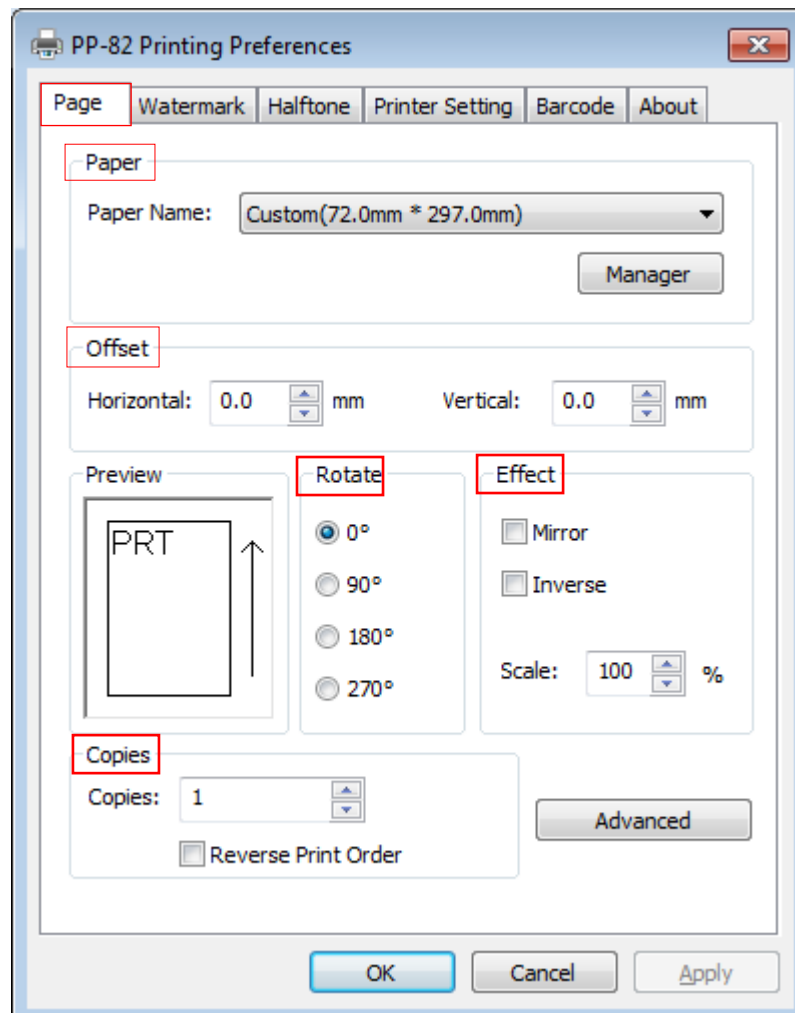 PP-82 Printing Preferences
Page Watermark Halftone Printer Setting Barcode About
Paper
Paper Name: Custom(72.0mm * 297.0mm)
Manager
Offset
Horizontal: 0.0 mm Vertical: 0.0 mm
Preview Rotate Effect
PRT
0° Mirror
90° Inverse
180°
Scale: 100 %
270°
Copies
Copies: 1
Advanced
Reverse Print Order
OK Cancel Apply